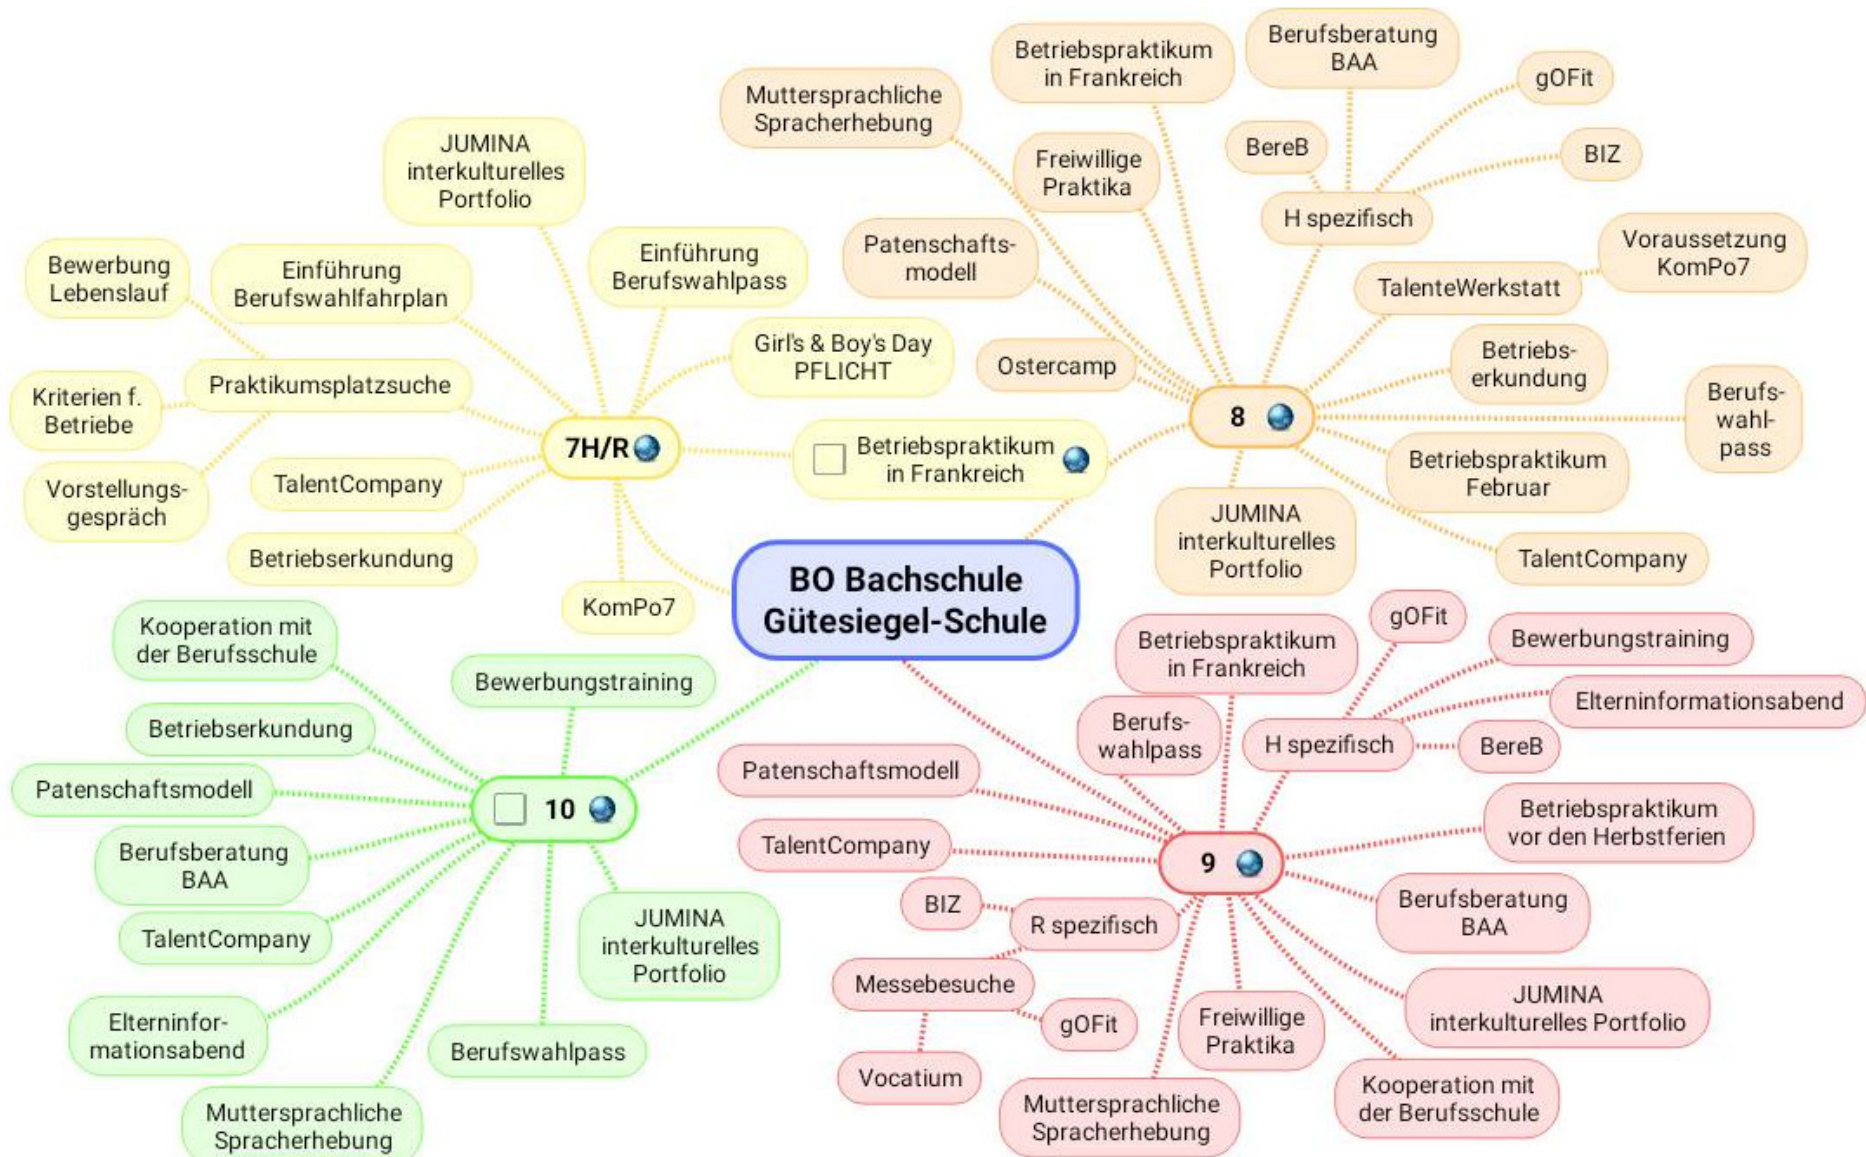 BO Bachschule
Gütesiegel-Schule
7H/R
JUMINA
interkulturelles
Portfolio
Einführung
Berufswahlpass
Einführung
Berufswahlfahrplan
Bewerbung
Lebenslauf
Girl's & Boy's Day
PFLICHT
Praktikumsplatzsuche
Kriterien f.
Betriebe
Vorstellungs-
gespräch
TalentCompany
Betriebserkundung
KomPo7
Betriebspraktikum
in Frankreich
8
Muttersprachliche
Spracherhebung
Betriebspraktikum
in Frankreich
Freiwillige
Praktika
Patenschafts-
modell
Ostercamp
Berufsberatung
BAA
gOFit
BereB
BIZ
H spezifisch
TalenteWerkstatt
Voraussetzung
KomPo7
Betriebs-
erkundung
Berufs-
wahl-
pass
Betriebspraktikum
Februar
TalentCompany
JUMINA
interkulturelles
Portfolio
10
Kooperation mit
der Berufsschule
Bewerbungstraining
Betriebserkundung
Patenschaftsmodell
Berufsberatung
BAA
TalentCompany
Elterninfor-
mationsabend
Muttersprachliche
Spracherhebung
Berufswahlpass
JUMINA
interkulturelles
Portfolio
9
Betriebspraktikum
in Frankreich
Berufs-
wahlpass
Patenschaftsmodell
TalentCompany
gOFit
Bewerbungstraining
Elterninformationsabend
H spezifisch
BereB
Betriebspraktikum
vor den Herbstferien
Berufsberatung
BAA
JUMINA
interkulturelles Portfolio
Kooperation mit
der Berufsschule
Freiwillige
Praktika
Muttersprachliche
Spracherhebung
R spezifisch
BIZ
Messebesuche
gOFit
Vocatium